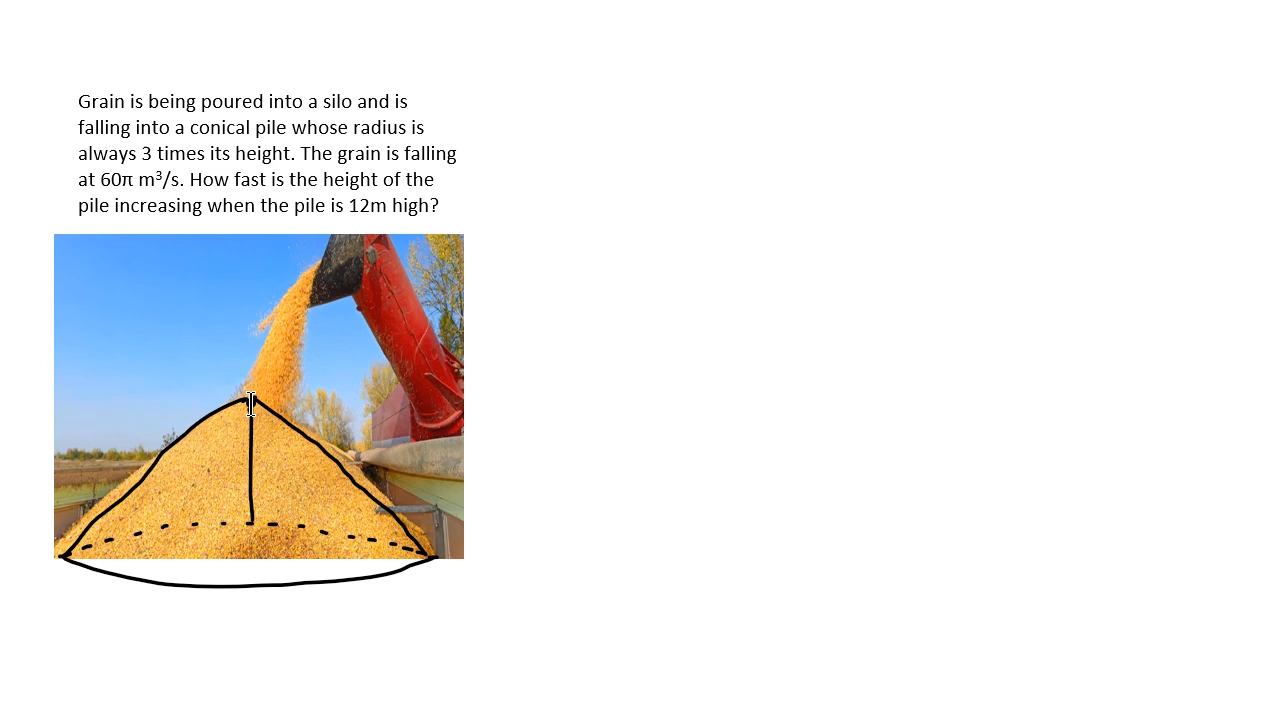 Grain is being poured into a silo and is
falling into a conical pile whose radius is
always 3 times its height. The grain is falling
at 60π m³/s. How fast is the height of the
pile increasing when the pile is 12m high?